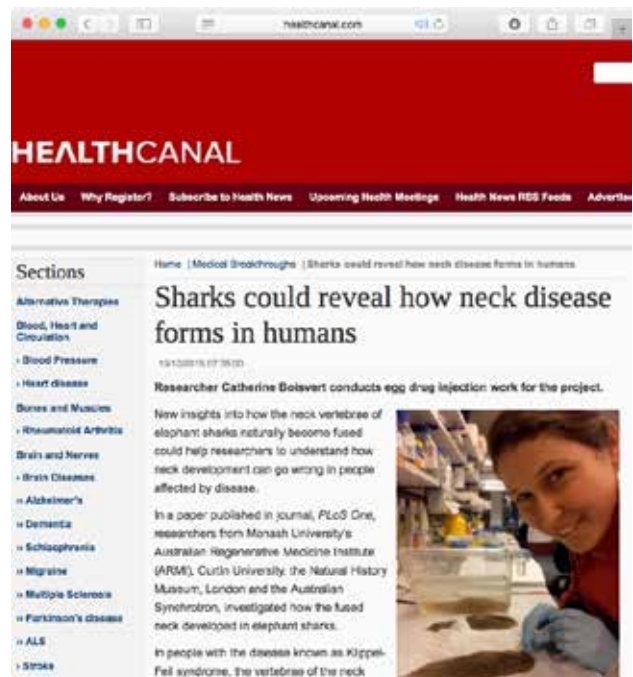 healthcanal.com
HEALTHCANAL
About Us Why Register? Subscribe to Health News Upcoming Health Meetings Health News RSS Feeds
Sections
Alternative Therapies
Blood, Heart and
Circulation
› Blood Pressure
› Heart disease
Bones and Muscles
› Rheumatoid Arthritis
Brain and Nerves
› Brain Diseases
›› Alzheimer's
›› Dementia
›› Schizophrenia
›› Migraine
›› Multiple Sclerosis
›› Parkinson's disease
›› ALS
› Stroke
Home | Medical Breakthroughs | Sharks could reveal how neck disease forms in humans
Sharks could reveal how neck disease
forms in humans
Researcher Catherine Boisvert conducts egg drug injection work for the project.
New insights into how the neck vertebrae of
elephant sharks naturally become fused
could help researchers to understand how
neck development can go wrong in people
affected by disease.
In a paper published in journal, PLoS One,
researchers from Monash University's
Australian Regenerative Medicine Institute
(ARMI), Curtin University, the Natural History
Museum, London and the Australian
Synchrotron, investigated how the fused
neck developed in elephant sharks.
In people with the disease known as Klippel-
Feil syndrome, the vertebrae of the neck